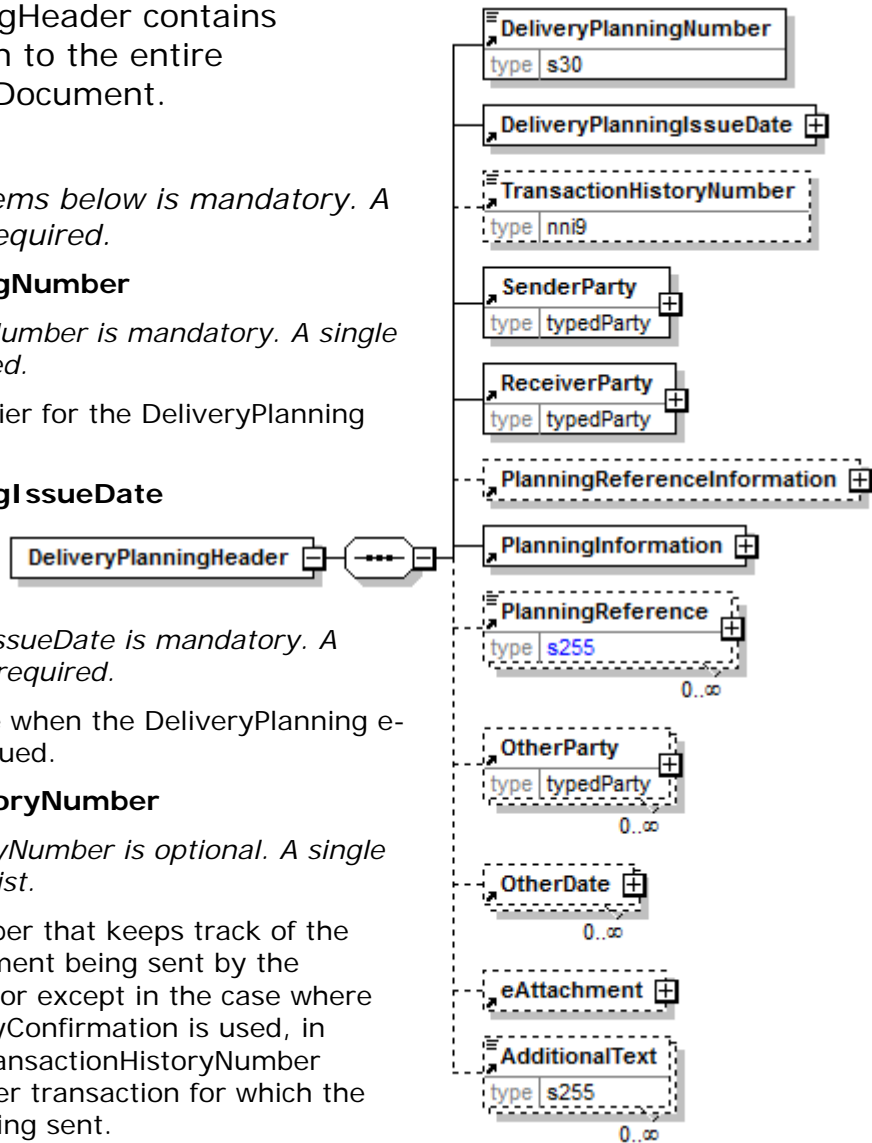 gHeader contains
n to the entire
Document.
ems below is mandatory. A
equired.
gNumber
Number is mandatory. A single
ed.
ier for the DeliveryPlanning
gIssueDate
ssueDate is mandatory. A
required.
e when the DeliveryPlanning e-
ued.
oryNumber
yNumber is optional. A single
ist.
ber that keeps track of the
ment being sent by the
or except in the case where
yConfirmation is used, in
ansactionHistoryNumber
er transaction for which the
ing sent.
DeliveryPlanningHeader
DeliveryPlanningNumber
type s30
DeliveryPlanningIssueDate
TransactionHistoryNumber
type nni9
SenderParty
type typedParty
ReceiverParty
type typedParty
PlanningReferenceInformation
PlanningInformation
PlanningReference
type s255
0..∞
OtherParty
type typedParty
0..∞
OtherDate
0..∞
eAttachment
AdditionalText
type s255
0..∞